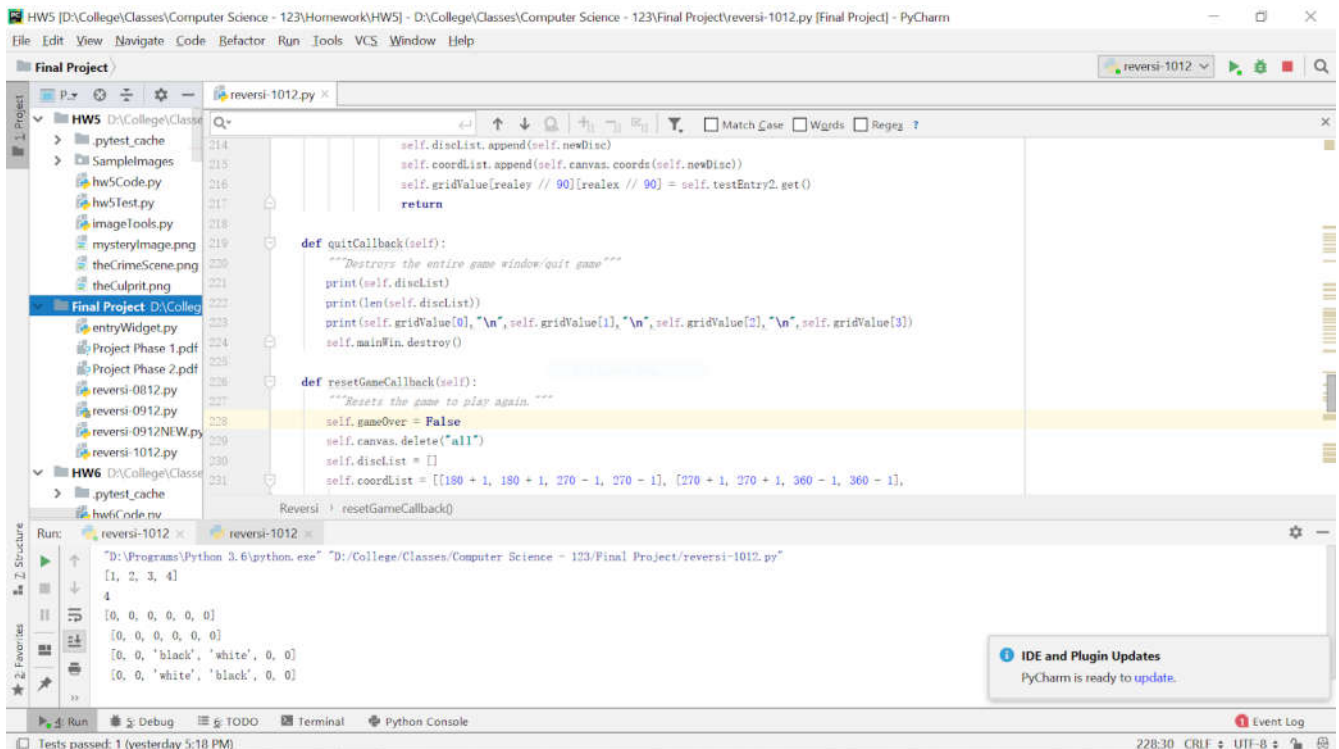 HW5 [D:\College\Classes\Computer Science - 123\Homework\HW5] - D:\College\Classes\Computer Science - 123\Final Project\reversi-1012.py [Final Project] - PyCharm
File Edit View Navigate Code Refactor Run Tools VCS Window Help
Final Project
reversi-1012
1: Project
P..
reversi-1012.py
HW5 D:\College\Classe
.pytest_cache
SampleImages
hw5Code.py
hw5Test.py
imageTools.py
mysteryImage.png
theCrimeScene.png
theCulprit.png
Final Project D:\Colleg
entryWidget.py
Project Phase 1.pdf
Project Phase 2.pdf
reversi-0812.py
reversi-0912.py
reversi-0912NEW.py
reversi-1012.py
HW6 D:\College\Classe
.pytest_cache
hw6Code.py
Match Case Words Regex ?
214 self.discList.append(self.newDisc)
215 self.coordList.append(self.canvas.coords(self.newDisc))
216 self.gridValue[realey // 90][realex // 90] = self.testEntry2.get()
217 return
218
219 def quitCallback(self):
220 """Destroys the entire game window/quit game"""
221 print(self.discList)
222 print(len(self.discList))
223 print(self.gridValue[0],"\n",self.gridValue[1],"\n",self.gridValue[2],"\n",self.gridValue[3])
224 self.mainWin.destroy()
225
226 def resetGameCallback(self):
227 """Resets the game to play again."""
228 self.gameOver = False
229 self.canvas.delete("all")
230 self.discList = []
231 self.coordList = [[180 + 1, 180 + 1, 270 - 1, 270 - 1], [270 + 1, 270 + 1, 360 - 1, 360 - 1],
Reversi resetGameCallback()
Run: reversi-1012 reversi-1012
"D:\Programs\Python 3.6\python.exe" "D:/College/Classes/Computer Science - 123/Final Project/reversi-1012.py"
[1, 2, 3, 4]
4
[0, 0, 0, 0, 0, 0]
[0, 0, 0, 0, 0, 0]
[0, 0, 'black', 'white', 0, 0]
[0, 0, 'white', 'black', 0, 0]
Z: Structure
2: Favorites
IDE and Plugin Updates
PyCharm is ready to update.
4: Run 5: Debug 6: TODO Terminal Python Console
1 Event Log
Tests passed: 1 (yesterday 5:18 PM)
228:30 CRLF UTF-8